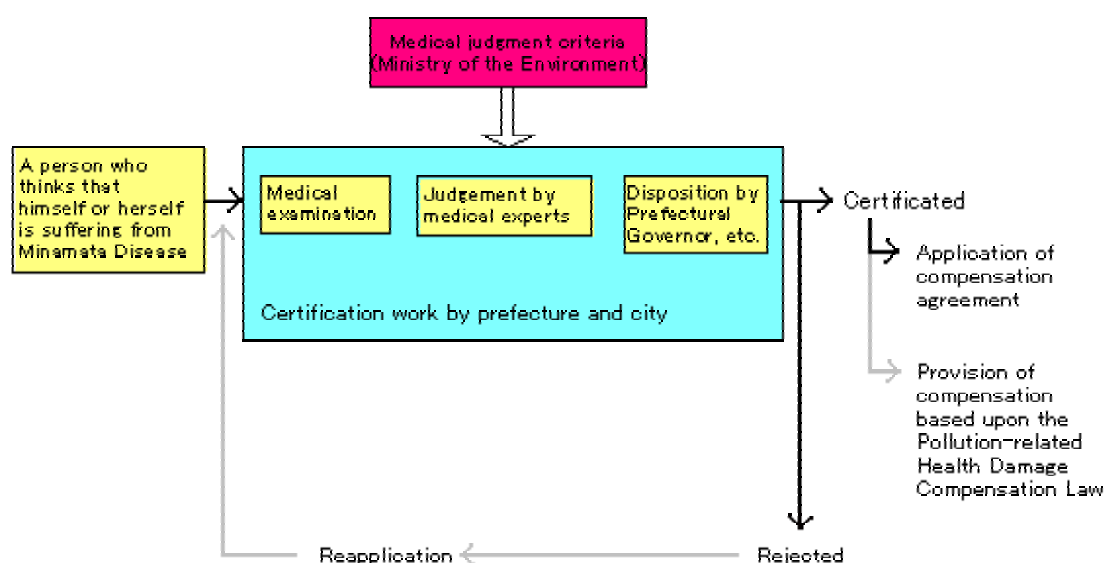 Medical judgment criteria
(Ministry of the Environment)
A person who
thinks that
himself or herself
is suffering from
Minamata Disease
Medical
examination
Judgement by
medical experts
Disposition by
Prefectural
Governor, etc.
Certification work by prefecture and city
Certificated
Application of
compensation
agreement
Provision of
compensation
based upon the
Pollution-related
Health Damage
Compensation Law
Reapplication
Rejected